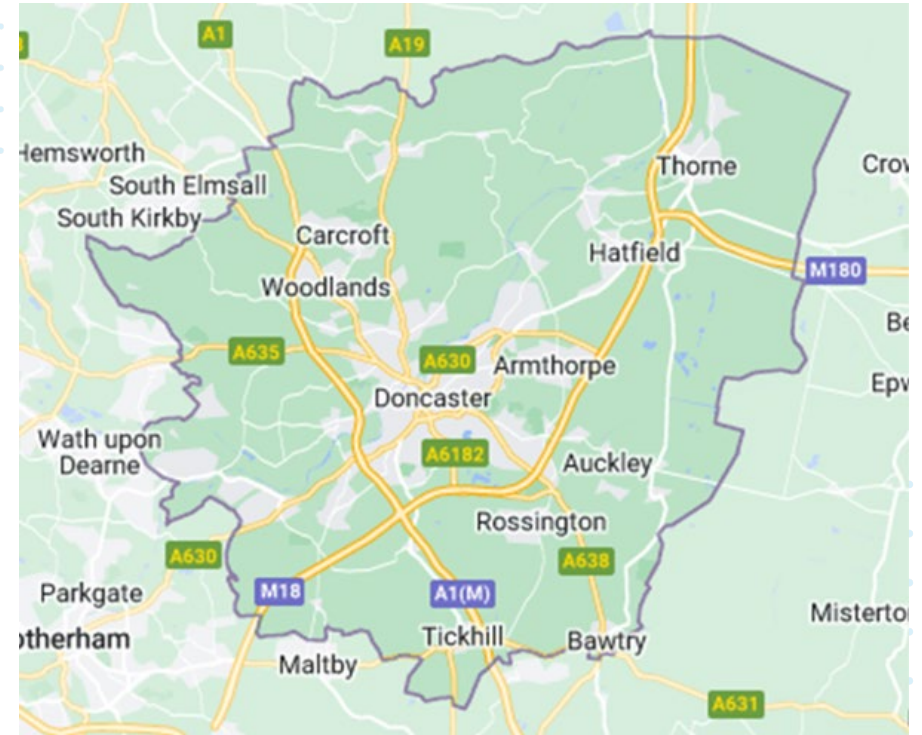 A1
A19
Hemsworth
South Elmsall
South Kirkby
Thorne
Carcroft
Hatfield
Woodlands
M180
A635
A630
Armthorpe
Doncaster
Wath upon
Dearne
A6182
Auckley
Rossington
A630
A638
Parkgate
M18
A1(M)
otherham
Tickhill
Bawtry
Maltby
A631
Crow
Be
Epw
Misterto